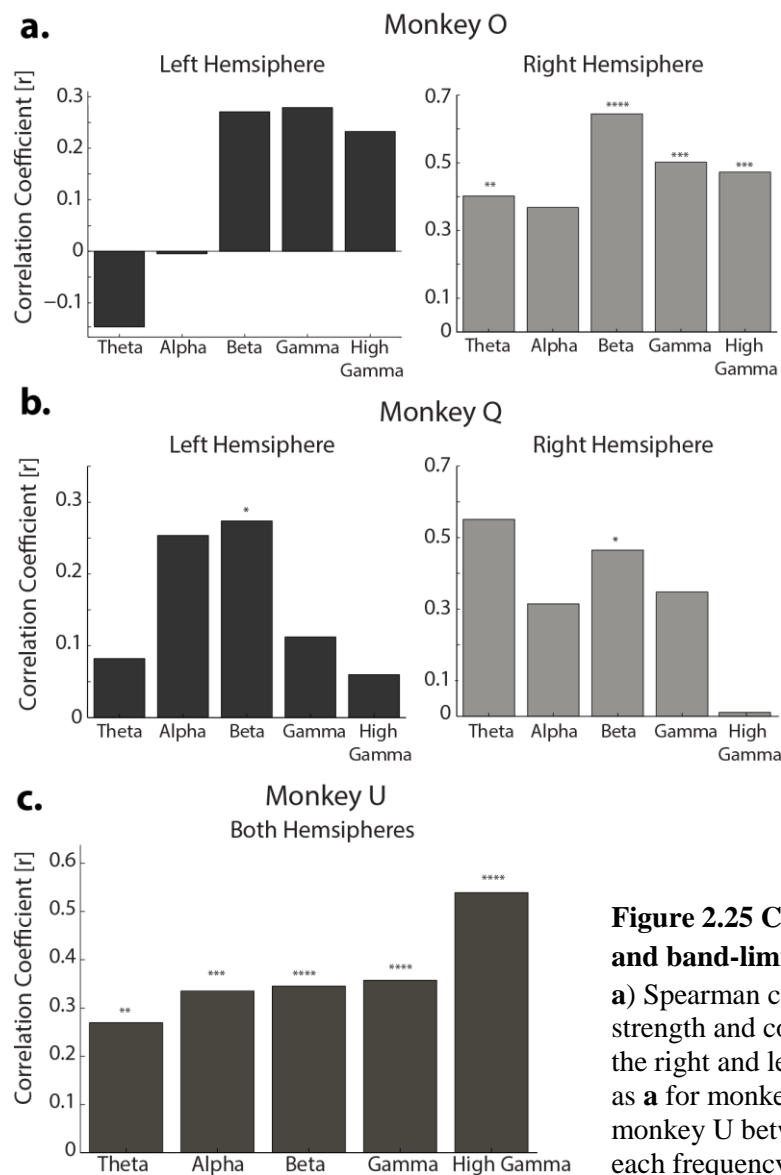 a.
Monkey O
Left Hemsiphere
Right Hemisphere
Correlation Coefficient [r]
0.3
0.2
0.1
0
−0.1
Theta Alpha Beta Gamma High
Gamma
0.7
0.5
0.3
0.1
0
**
****
***
***
Theta Alpha Beta Gamma High
Gamma
b.
Monkey Q
Left Hemsiphere
Right Hemisphere
Correlation Coefficient [r]
0.3
0.2
0.1
0
*
Theta Alpha Beta Gamma High
Gamma
0.7
0.5
0.3
0.1
0
*
Theta Alpha Beta Gamma High
Gamma
c.
Monkey U
Both Hemsipheres
Correlation Coefficient [r]
0.6
0.5
0.4
0.3
0.2
0.1
0
**
***
****
****
****
Theta Alpha Beta Gamma High Gamma
Figure 2.25 C
and band-lim
a) Spearman c
strength and co
the right and le
as a for monke
monkey U betw
each frequency